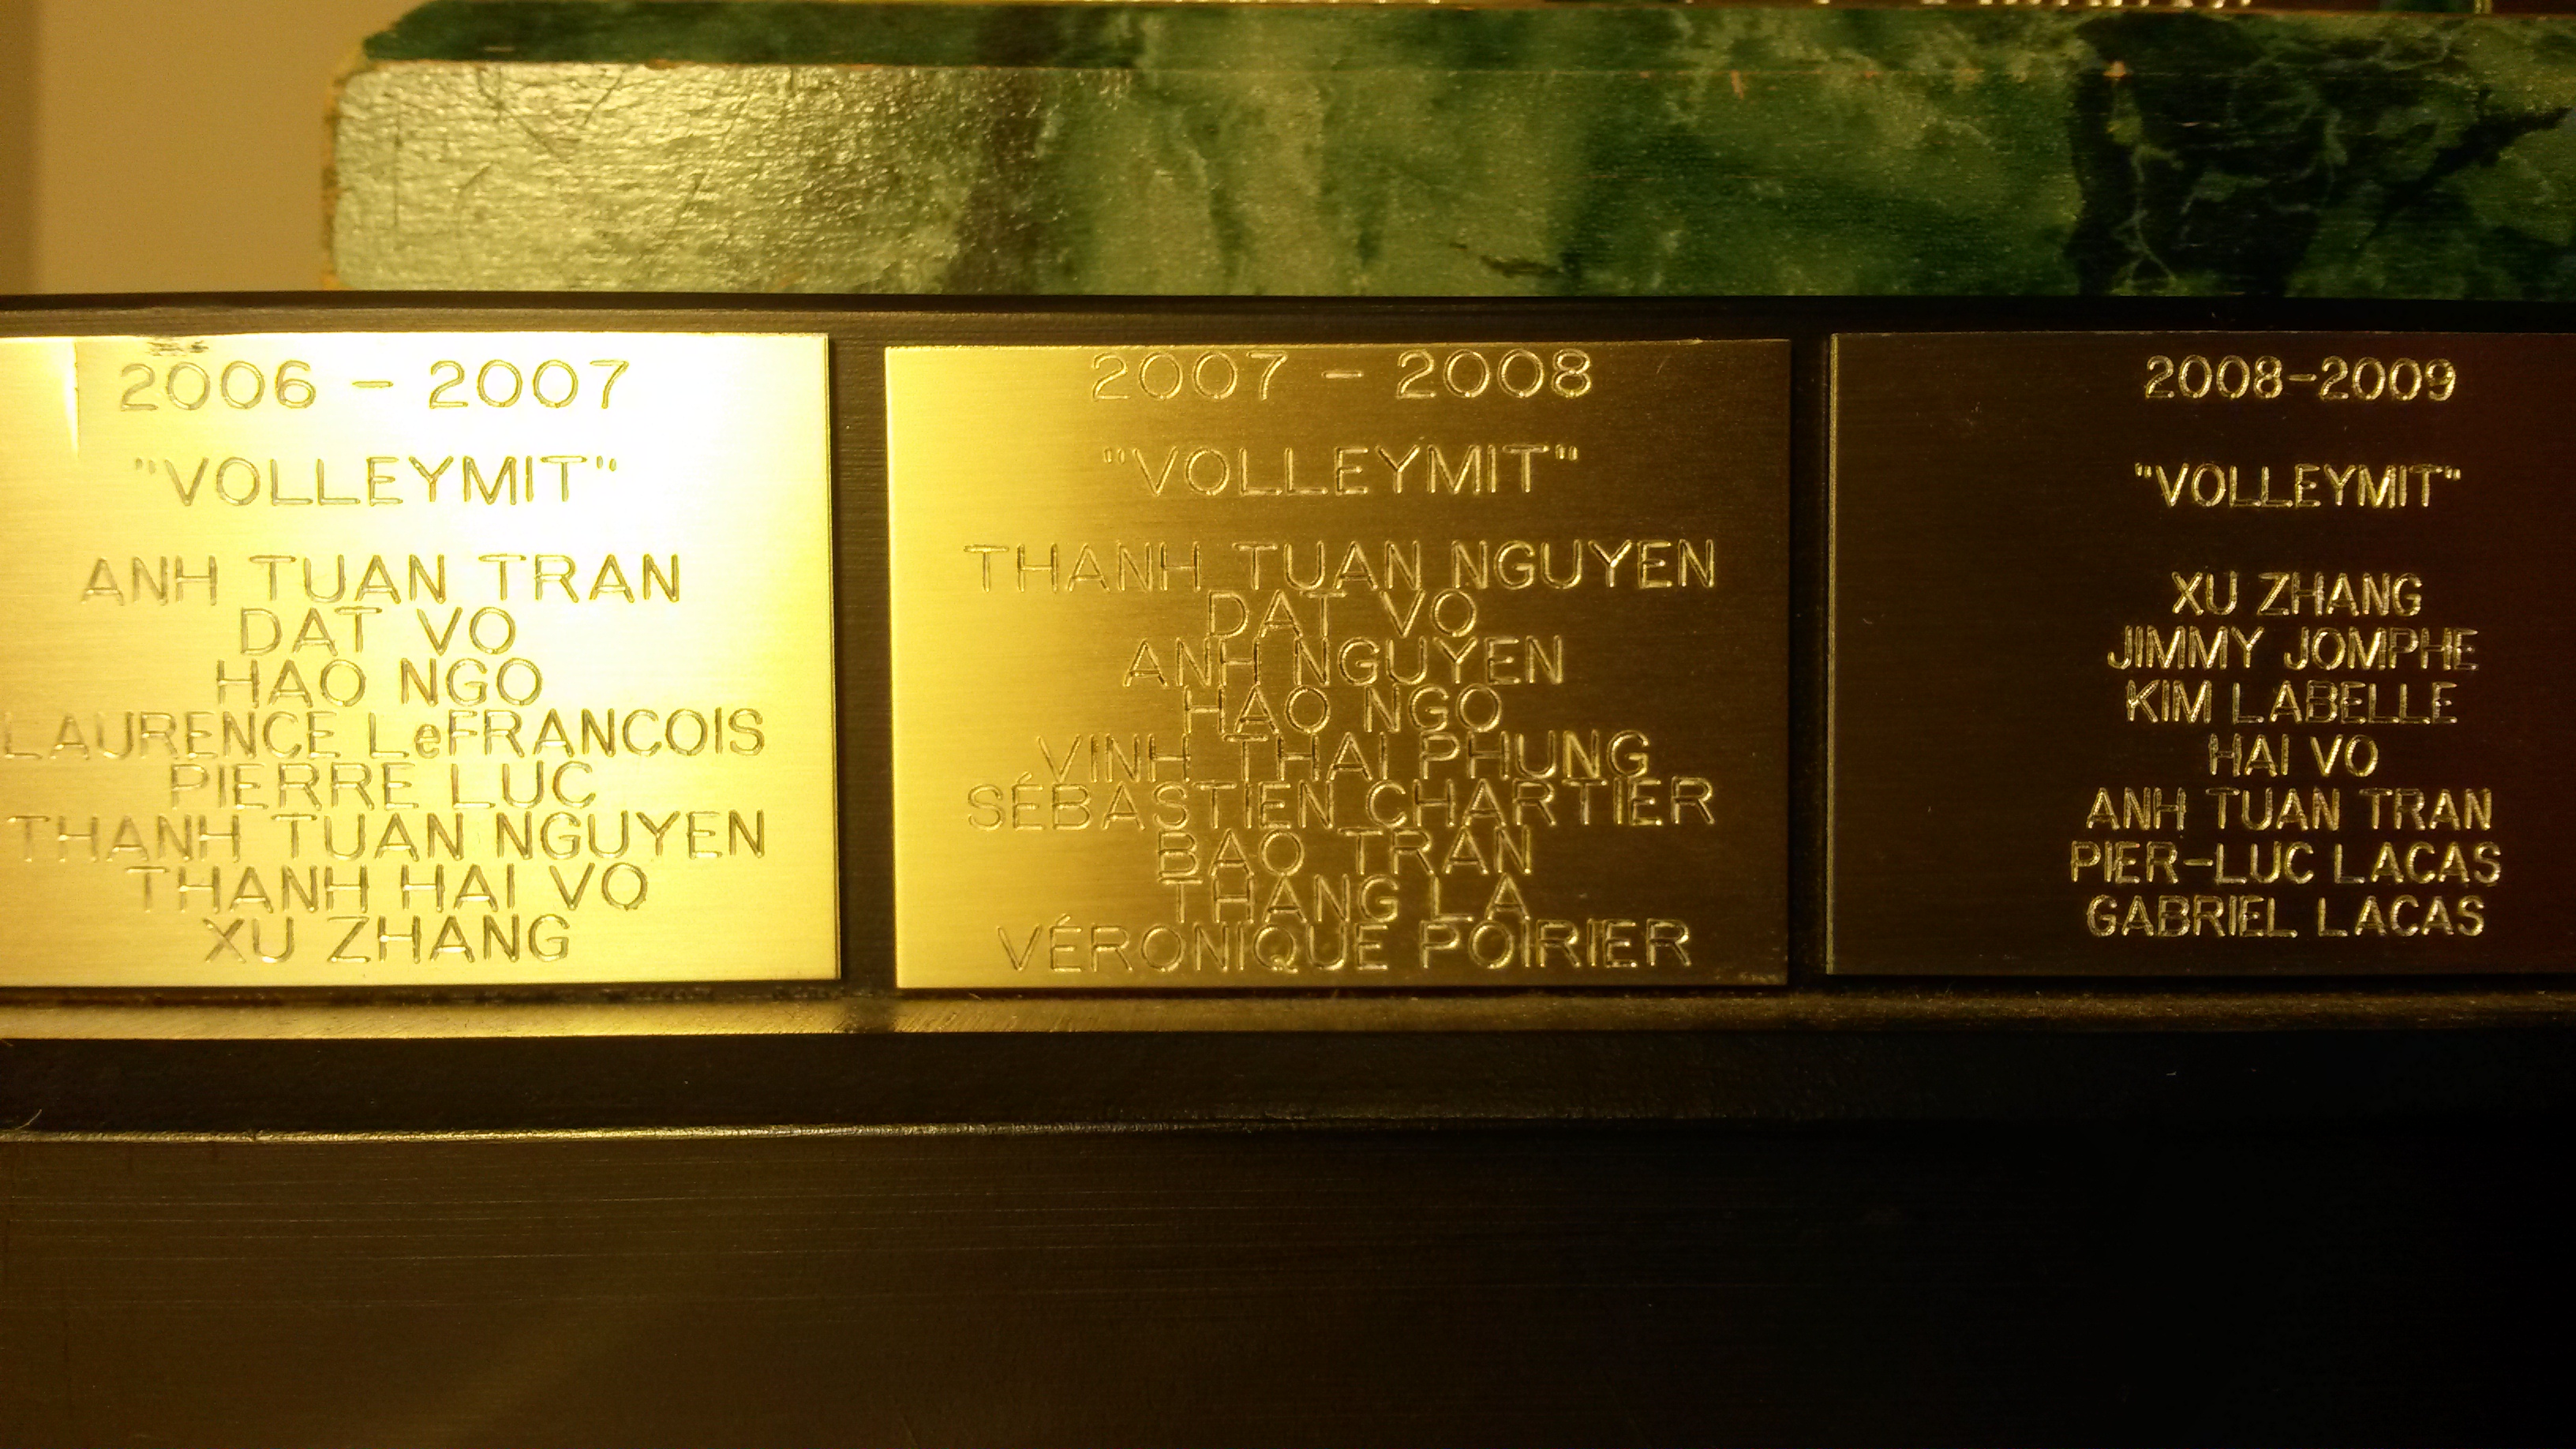 2006 - 2007
"VOLLEYMIT"
ANH TUAN TRAN
DAT VO
HAO NGO
LAURENCE LeFRANCOIS
PIERRE LUC
THANH TUAN NGUYEN
THANH HAI VO
XU ZHANG
2007 - 2008
"VOLLEYMIT"
THANH TUAN NGUYEN
DAT VO
ANH NGUYEN
HAO NGO
VINH THAI PHUNG
SÉBASTIEN CHARTIER
BAO TRAN
THANG LA
VÉRONIQUE POIRIER
2008-2009
"VOLLEYMIT"
XU ZHANG
JIMMY JOMPHE
KIM LABELLE
HAI VO
ANH TUAN TRAN
PIER-LUC LACAS
GABRIEL LACAS